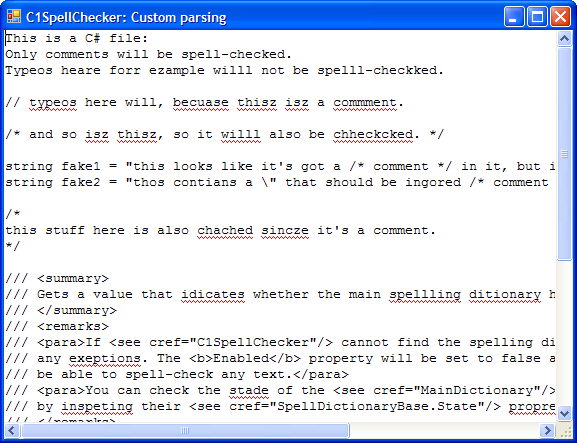 C1SpellChecker: Custom parsing
This is a C# file:
Only comments will be spell-checked.
Typeos heare forr ezample willl not be spelll-checkked.
// typeos here will, becuase thisz isz a commment.
/* and so isz thisz, so it willl also be chheckcked. */
string fake1 = "this looks like it's got a /* comment */ in it, but i
string fake2 = "thos contians a \" that should be ingored /* comment
/*
this stuff here is also chached sincze it's a comment.
*/
/// <summary>
/// Gets a value that idicates whether the main spellling ditionary h
/// </summary>
/// <remarks>
/// <para>If <see cref="C1SpellChecker"/> cannot find the spelling di
/// any exeptions. The <b>Enabled</b> property will be set to false a
/// be able to spell-check any text.</para>
/// <para>You can check the stade of the <see cref="MainDictionary"/>
/// by inspeting their <see cref="SpellDictionaryBase.State"/> propre
/// </remarks>